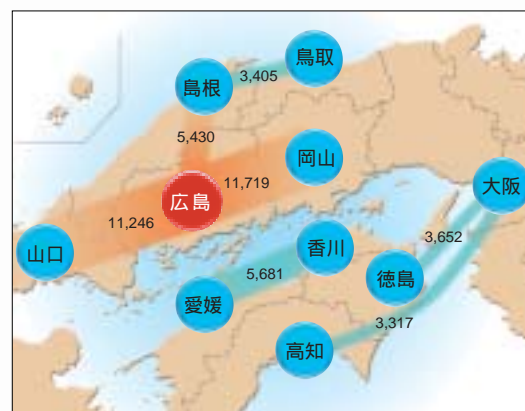 鳥取
島根
3,405
5,430
岡山
11,719
大阪
広島
11,246
香川
3,652
山口
5,681
徳島
愛媛
3,317
高知